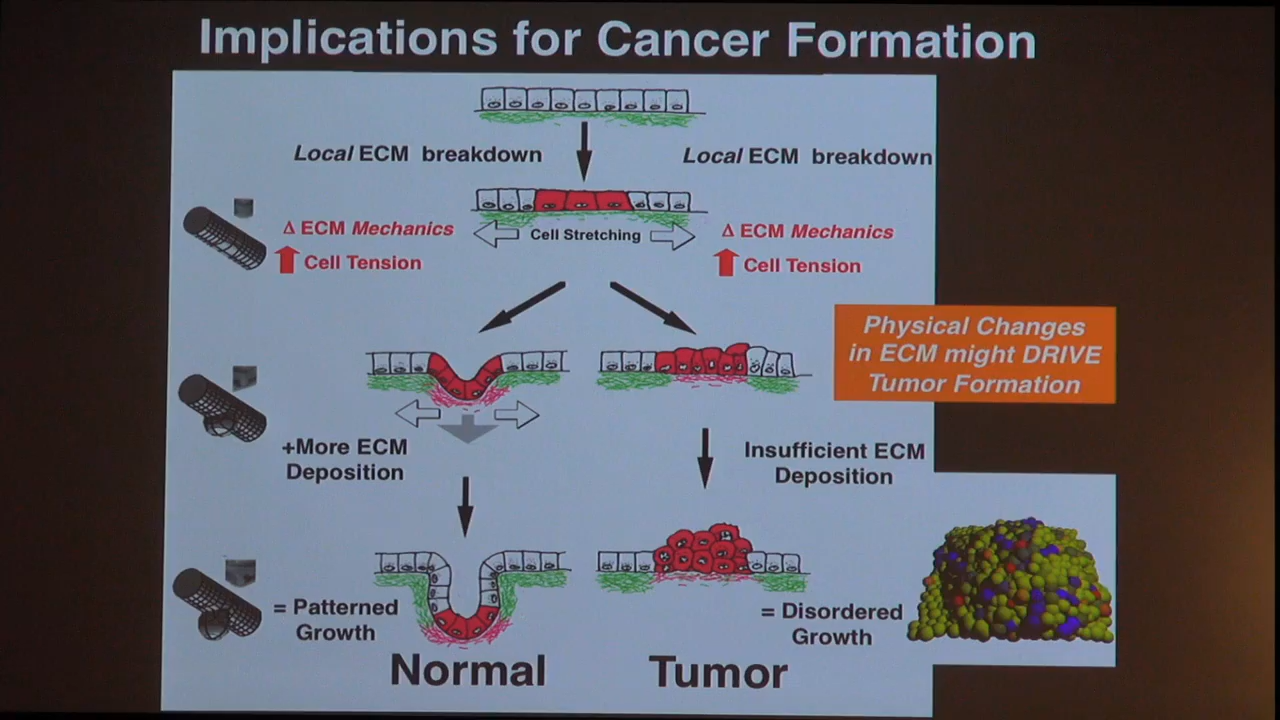 Implications for Cancer Formation
Local ECM breakdown
Local ECM breakdown
Δ ECM Mechanics
Cell Tension
Cell Stretching
Δ ECM Mechanics
Cell Tension
Physical Changes
in ECM might DRIVE
Tumor Formation
+More ECM
Deposition
Insufficient ECM
Deposition
= Patterned
Growth
= Disordered
Growth
Normal
Tumor